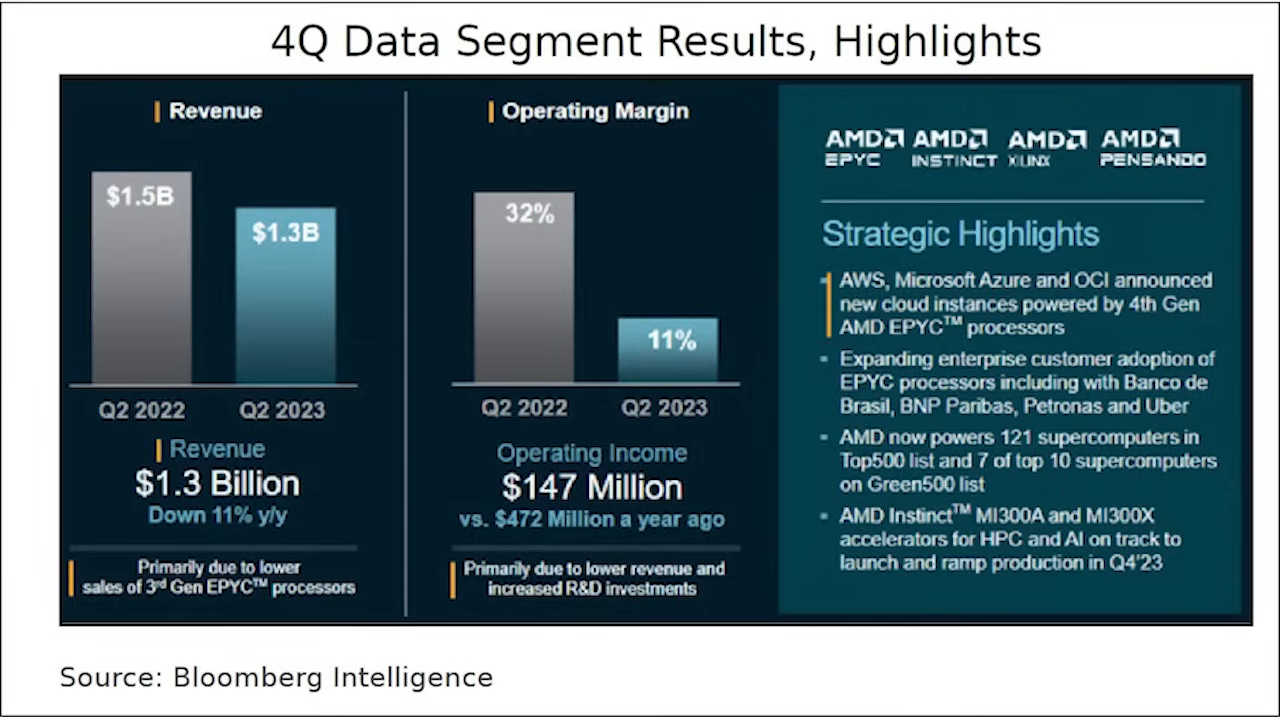 4Q Data Segment Results, Highlights
Revenue
$1.5B
$1.3B
Q2 2022
Q2 2023
Revenue
$1.3 Billion
Down 11% y/y
Primarily due to lower
sales of 3rd Gen EPYC™ processors
Operating Margin
32%
11%
Q2 2022
Q2 2023
Operating Income
$147 Million
vs. $472 Million a year ago
Primarily due to lower revenue and
increased R&D investments
AMD EPYC
AMD INSTINCT
AMD XILINX
AMD PENSANDO
Strategic Highlights
AWS, Microsoft Azure and OCI announced
new cloud instances powered by 4th Gen
AMD EPYC™ processors
Expanding enterprise customer adoption of
EPYC processors including with Banco de
Brasil, BNP Paribas, Petronas and Uber
AMD now powers 121 supercomputers in
Top500 list and 7 of top 10 supercomputers
on Green500 list
AMD Instinct™ MI300A and MI300X
accelerators for HPC and AI on track to
launch and ramp production in Q4'23
Source: Bloomberg Intelligence